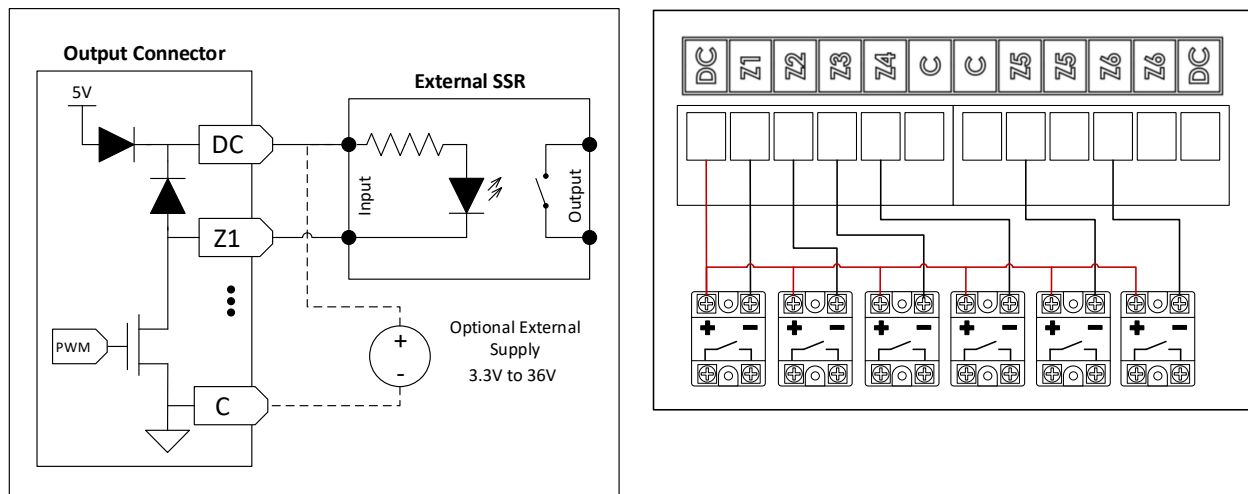 Output Connector
5V
DC
External SSR
Input
Output
Z1
PWM
+
-
Optional External
Supply
3.3V to 36V
C
DC Z1 Z2 Z3 Z4 C C Z5 Z5 Z6 Z6 DC
+ - + - + - + - + - + -